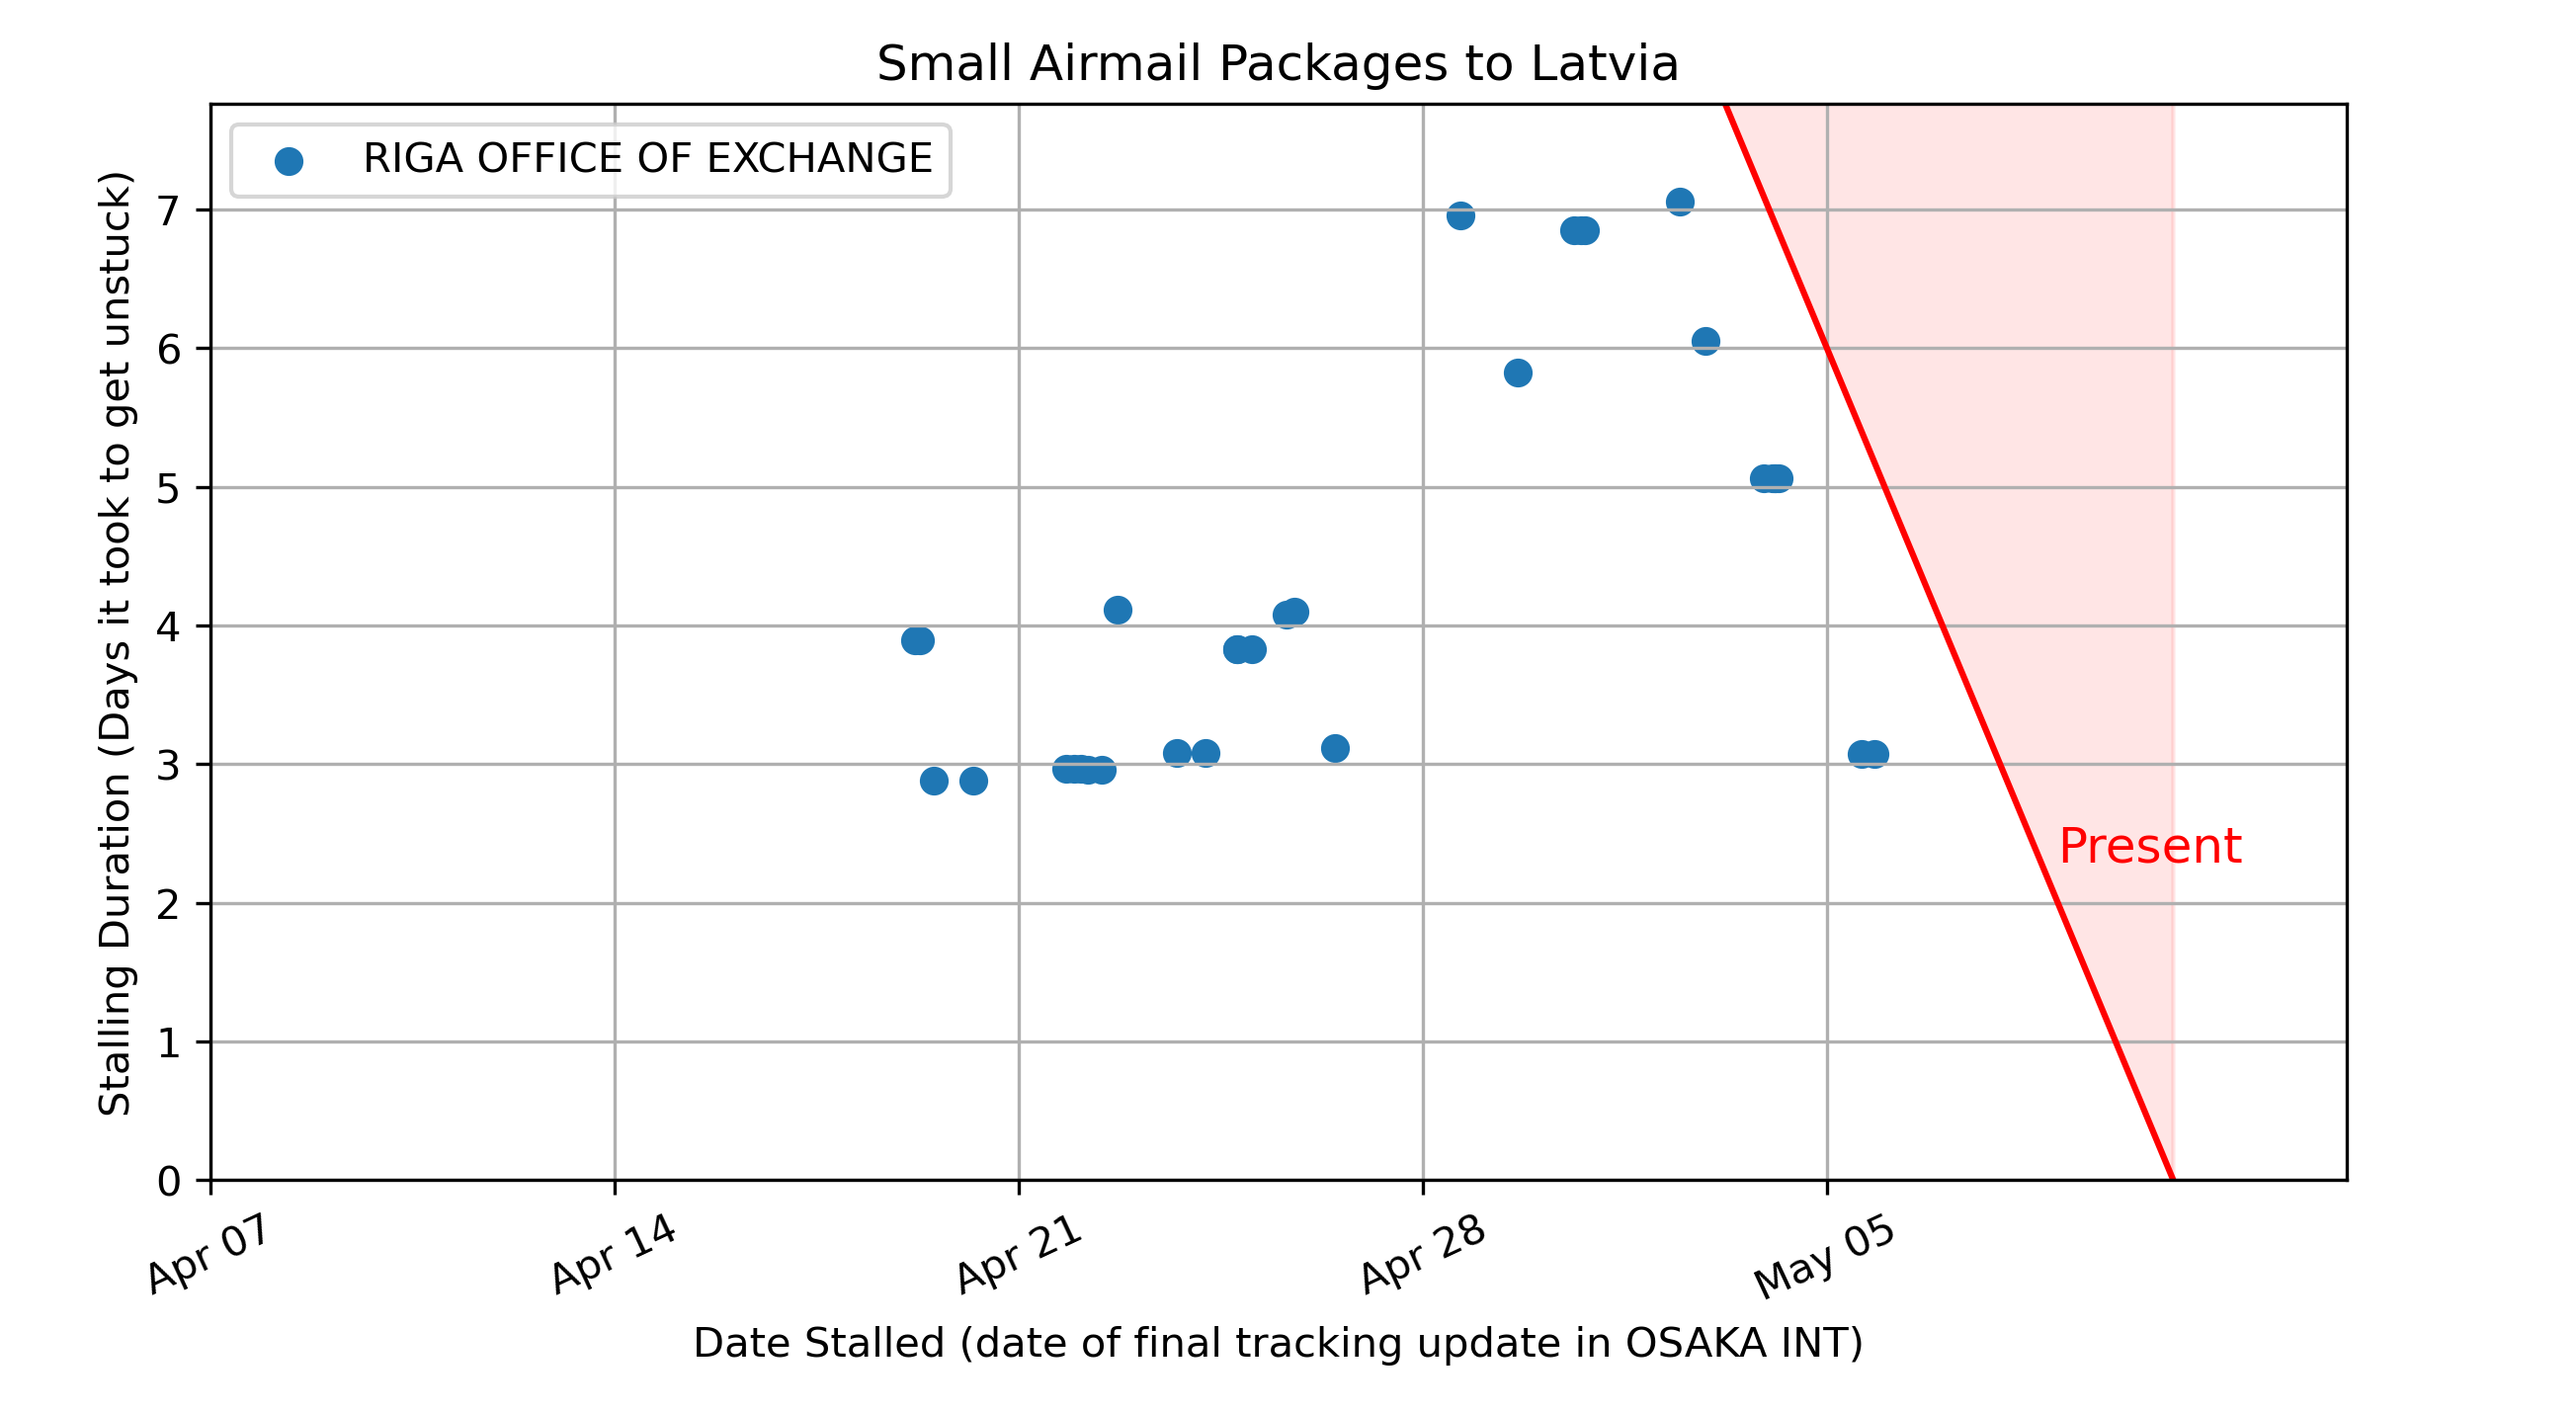 Small Airmail Packages to Latvia
RIGA OFFICE OF EXCHANGE
Stalling Duration (Days it took to get unstuck)
7
6
5
4
3
2
1
0
Present
Apr 07
Apr 14
Apr 21
Apr 28
May 05
Date Stalled (date of final tracking update in OSAKA INT)